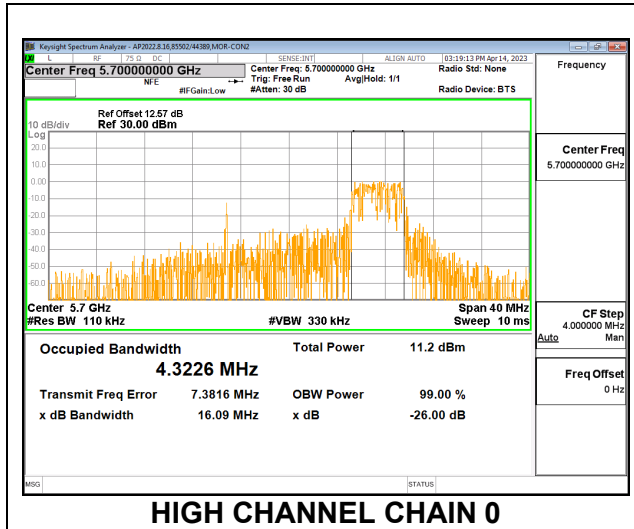 Keysight Spectrum Analyzer - AP2022.8.16,85502/44389,MOR-CON2
L RF 75 Ω DC SENSE:INT ALIGN AUTO 03:19:13 PM Apr 14, 2023
Center Freq 5.700000000 GHz
NFE
#IFGain:Low
Center Freq: 5.700000000 GHz
Trig: Free Run Avg|Hold: 1/1
#Atten: 30 dB
Radio Std: None
Radio Device: BTS
Frequency
Ref Offset 12.57 dB
10 dB/div Ref 30.00 dBm
Log
20.0
10.0
0.00
-10.0
-20.0
-30.0
-40.0
-50.0
-60.0
Center 5.7 GHz Span 40 MHz
#Res BW 110 kHz #VBW 330 kHz Sweep 10 ms
Center Freq
5.700000000 GHz
CF Step
4.000000 MHz
Auto Man
Freq Offset
0 Hz
Occupied Bandwidth Total Power 11.2 dBm
4.3226 MHz
Transmit Freq Error 7.3816 MHz OBW Power 99.00 %
x dB Bandwidth 16.09 MHz x dB -26.00 dB
MSG STATUS
HIGH CHANNEL CHAIN 0